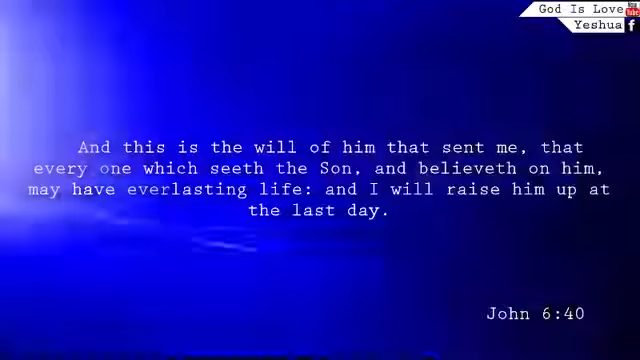 God Is Love
You Tube
Yeshua f
And this is the will of him that sent me, that
every one which seeth the Son, and believeth on him,
may have everlasting life: and I will raise him up at
the last day.
John 6:40